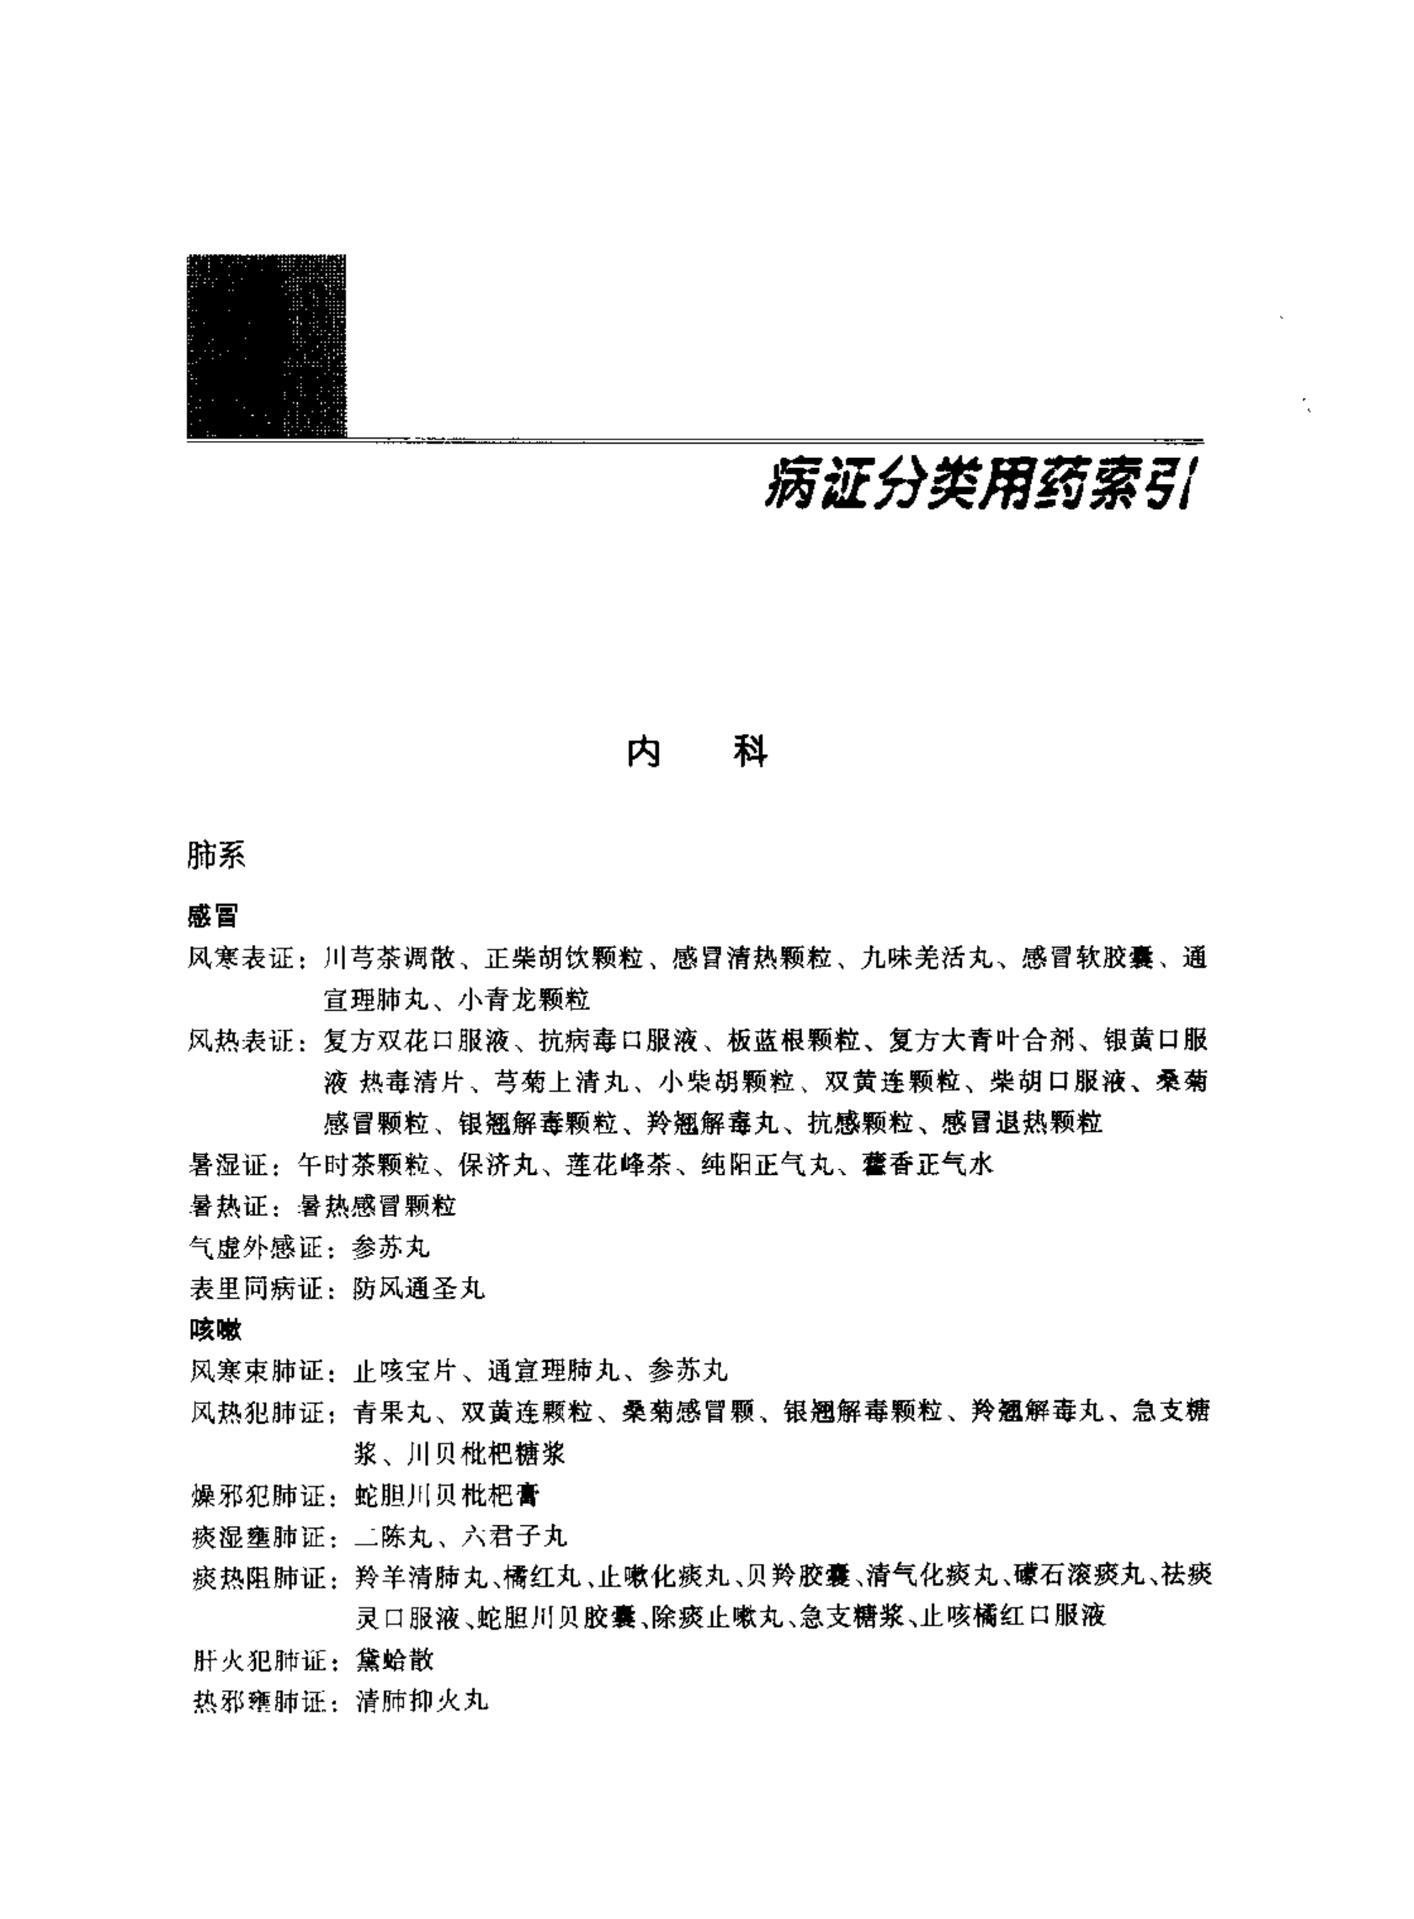 病证分类用药索引
内　科
肺系
感冒
风寒表证：川芎茶调散、正柴胡饮颗粒、感冒清热颗粒、九味羌活丸、感冒软胶囊、通
宣理肺丸、小青龙颗粒
风热表证：复方双花口服液、抗病毒口服液、板蓝根颗粒、复方大青叶合剂、银黄口服
液 热毒清片、芎菊上清丸、小柴胡颗粒、双黄连颗粒、柴胡口服液、桑菊
感冒颗粒、银翘解毒颗粒、羚翘解毒丸、抗感颗粒、感冒退热颗粒
暑湿证：午时茶颗粒、保济丸、莲花峰茶、纯阳正气丸、藿香正气水
暑热证：暑热感冒颗粒
气虚外感证：参苏丸
表里同病证：防风通圣丸
咳嗽
风寒束肺证：止咳宝片、通宣理肺丸、参苏丸
风热犯肺证：青果丸、双黄连颗粒、桑菊感冒颗、银翘解毒颗粒、羚翘解毒丸、急支糖
浆、川贝枇杷糖浆
燥邪犯肺证：蛇胆川贝枇杷膏
痰湿壅肺证：二陈丸、六君子丸
痰热阻肺证：羚羊清肺丸、橘红丸、止嗽化痰丸、贝羚胶囊、清气化痰丸、礞石滚痰丸、祛痰
灵口服液、蛇胆川贝胶囊、除痰止嗽丸、急支糖浆、止咳橘红口服液
肝火犯肺证：黛蛤散
热邪壅肺证：清肺抑火丸